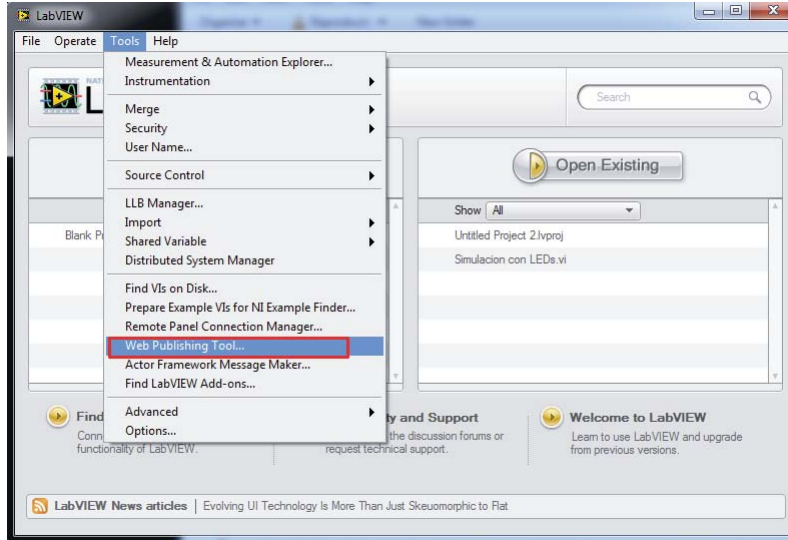 LabVIEW
File Operate Tools Help
Measurement & Automation Explorer...
Instrumentation
Merge
Security
User Name...
Source Control
LLB Manager...
Import
Shared Variable
Distributed System Manager
Find VIs on Disk...
Prepare Example VIs for NI Example Finder...
Remote Panel Connection Manager...
Web Publishing Tool...
Actor Framework Message Maker...
Find LabVIEW Add-ons...
Advanced
Options...
Search
Open Existing
Show All
Blank
Untitled Project 2.lvproj
Simulacion con LEDs.vi
Find
functionality of LabVIEW.
and Support
the discussion forums or
request technical support.
Welcome to LabVIEW
Learn to use LabVIEW and upgrade
from previous versions.
LabVIEW News articles | Evolving UI Technology Is More Than Just Skeuomorphic to Flat